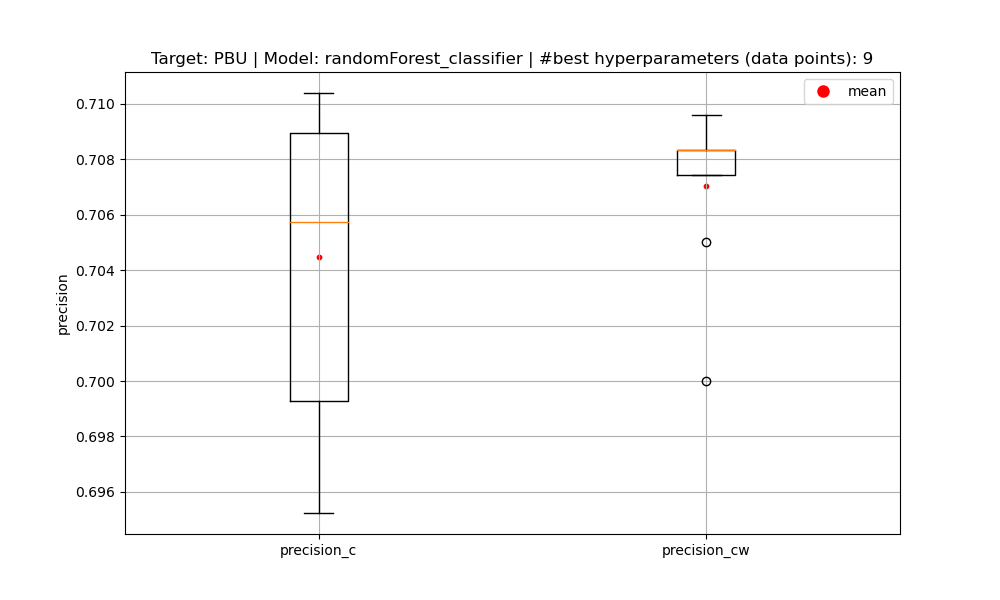 Target: PBU | Model: randomForest_classifier | #best hyperparameters (data points): 9
mean
0.710
0.708
0.706
0.704
0.702
0.700
0.698
0.696
precision
precision_c
precision_cw